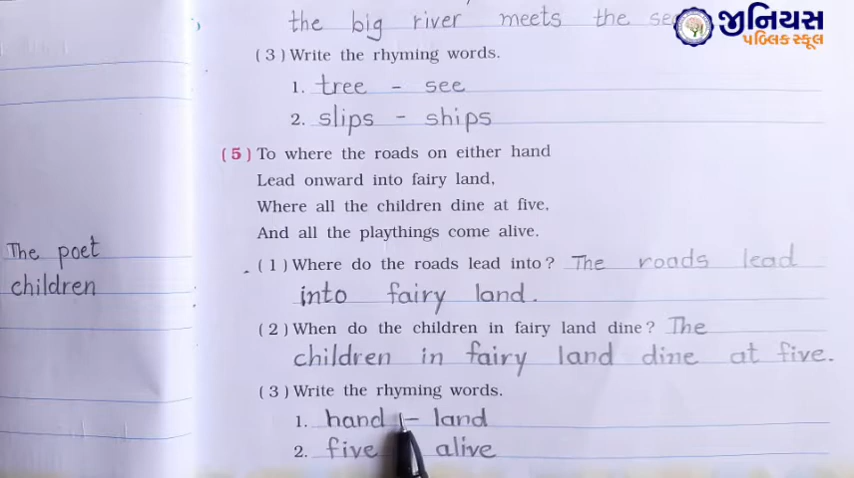 the big river meets the
જીનિયસ
પબ્લિક સ્કૂલ
( 3 ) Write the rhyming words.
1. tree - see
2. slips - ships
( 5 ) To where the roads on either hand
Lead onward into fairy land,
Where all the children dine at five,
And all the playthings come alive.
The poet
children
( 1 ) Where do the roads lead into? The roads lead
into fairy land.
( 2 ) When do the children in fairy land dine? The
children in fairy land dine at five.
( 3 ) Write the rhyming words.
1. hand - land
2. five alive